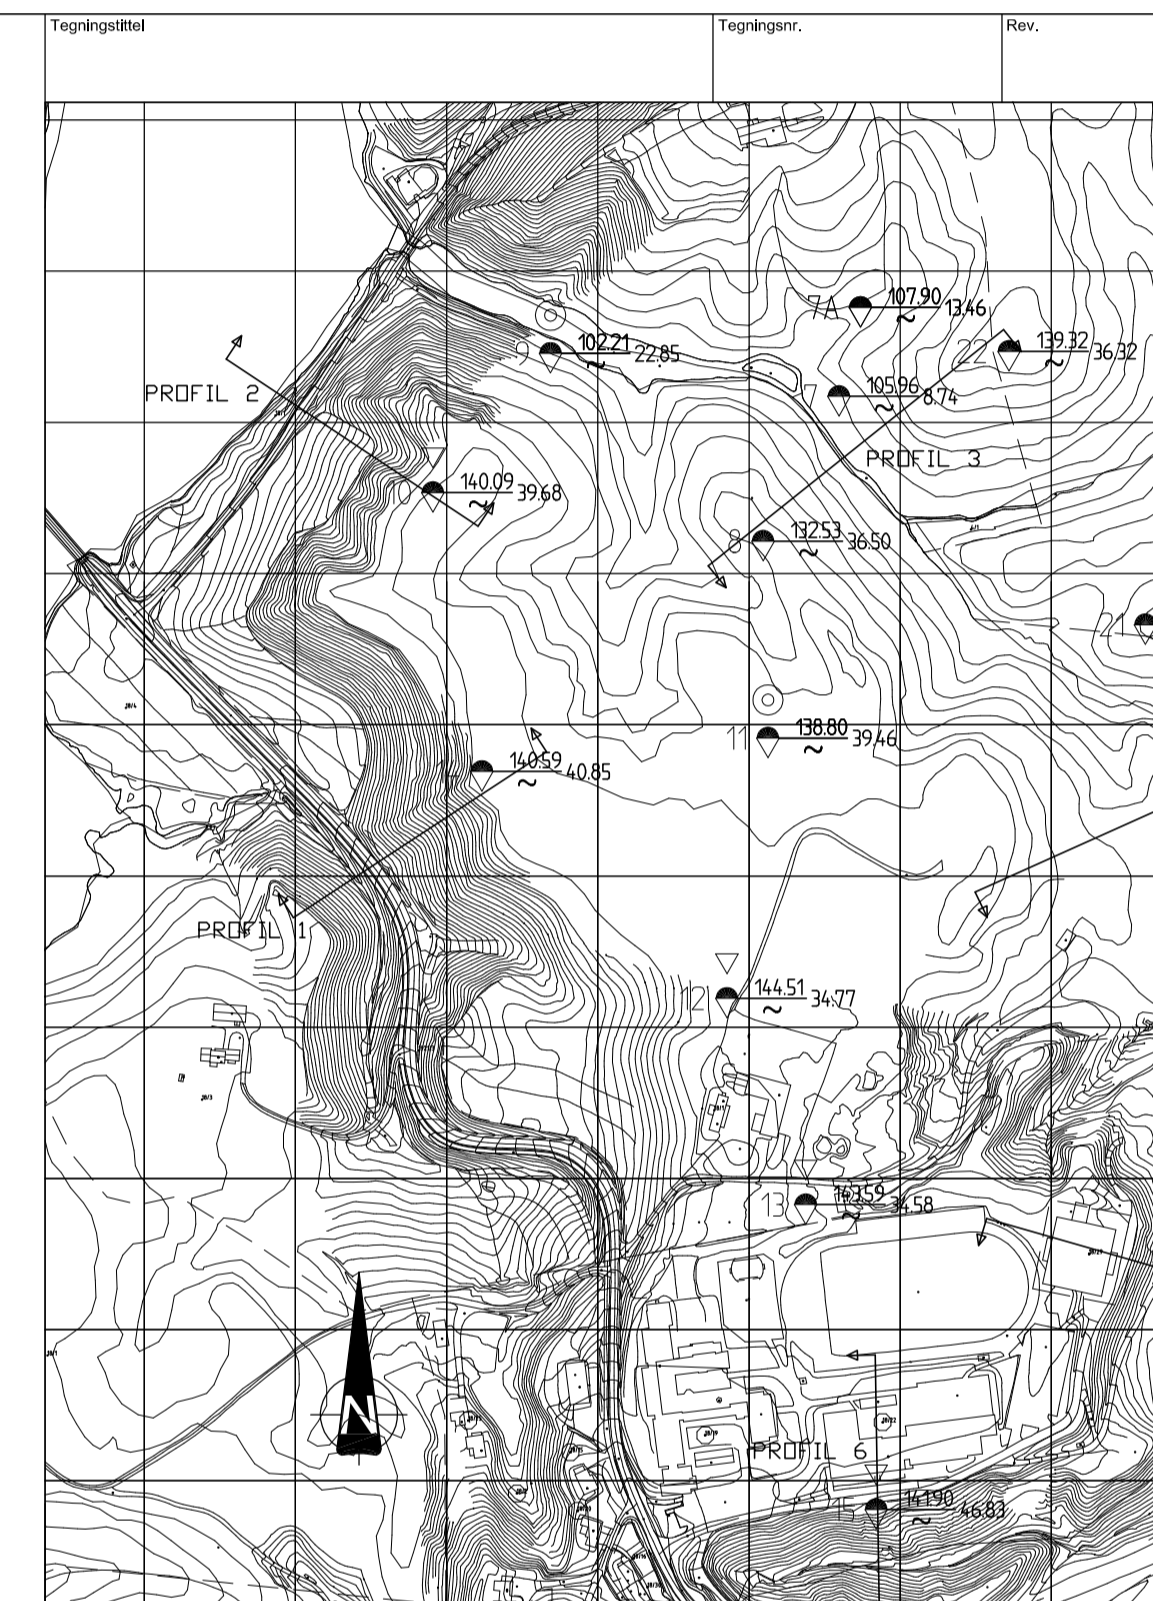 Tegningstittel
Tegningsnr.
Rev.
7A 107.90 13.46
9 102.21 22.85
22 139.32 36.32
PROFIL 2
7 105.96 8.74
PROFIL 3
140.09 39.68
8 132.53 36.50
21
11 138.80 39.46
140.59 40.85
PROFIL 1
12 144.51 34.77
13 143.59 34.58
N
PROFIL 6
15 141.90 46.83